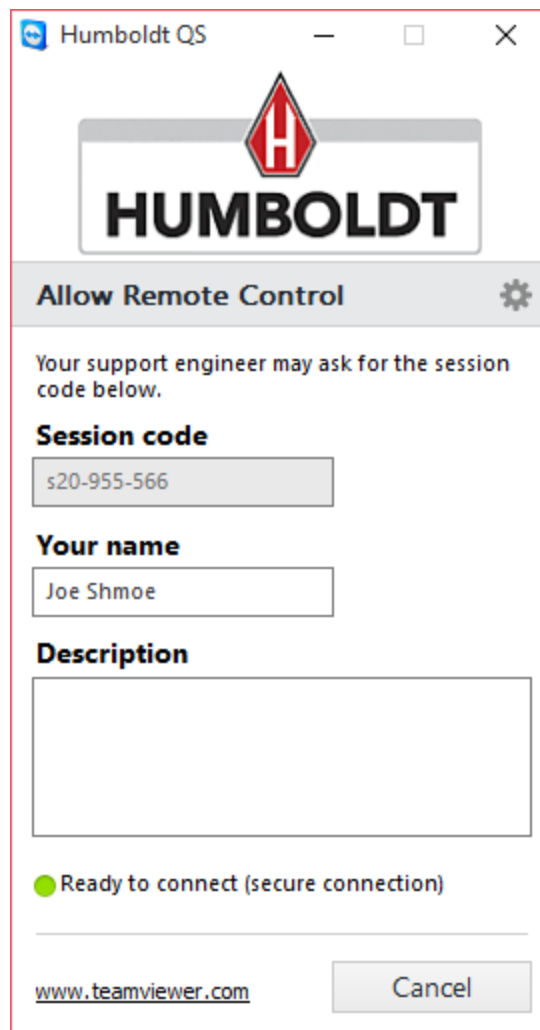 Humboldt QS
H
HUMBOLDT
Allow Remote Control
Your support engineer may ask for the session
code below.
Session code
s20-955-566
Your name
Joe Shmoe
Description
Ready to connect (secure connection)
www.teamviewer.com
Cancel